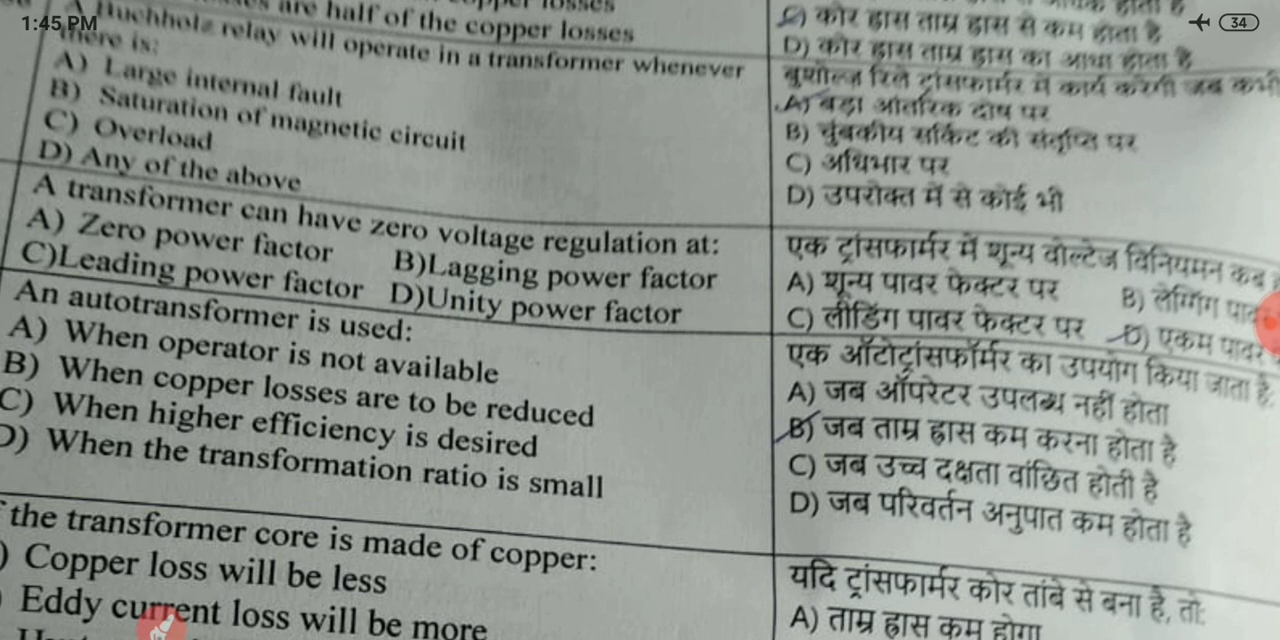 1:45 PM
34
are half of the copper losses
A Buchholz relay will operate in a transformer whenever
there is:
A) Large internal fault
B) Saturation of magnetic circuit
C) Overload
D) Any of the above
A transformer can have zero voltage regulation at:
A) Zero power factor B)Lagging power factor
C)Leading power factor D)Unity power factor
An autotransformer is used:
A) When operator is not available
B) When copper losses are to be reduced
C) When higher efficiency is desired
D) When the transformation ratio is small
the transformer core is made of copper:
) Copper loss will be less
Eddy current loss will be more
C) कोर ह्रास ताम्र ह्रास से कम होता है
D) कोर ह्रास ताम्र ह्रास का आधा होता है
बुशोल्ज़ रिले ट्रांसफार्मर में कार्य करेगी जब कभी
A) बड़ा आंतरिक दोष पर
B) चुंबकीय सर्किट की संतृप्ति पर
C) अधिभार पर
D) उपरोक्त में से कोई भी
एक ट्रांसफार्मर में शून्य वोल्टेज विनियमन कब
A) शून्य पावर फेक्टर पर B) लेग्गिंग पाव
C) लीडिंग पावर फेक्टर पर D) एकम पावर
एक ऑटोट्रांसफॉर्मर का उपयोग किया जाता है:
A) जब ऑपरेटर उपलब्ध नहीं होता
B) जब ताम्र ह्रास कम करना होता है
C) जब उच्च दक्षता वांछित होती है
D) जब परिवर्तन अनुपात कम होता है
यदि ट्रांसफार्मर कोर तांबे से बना है, तो:
A) ताम्र ह्रास कम होगा